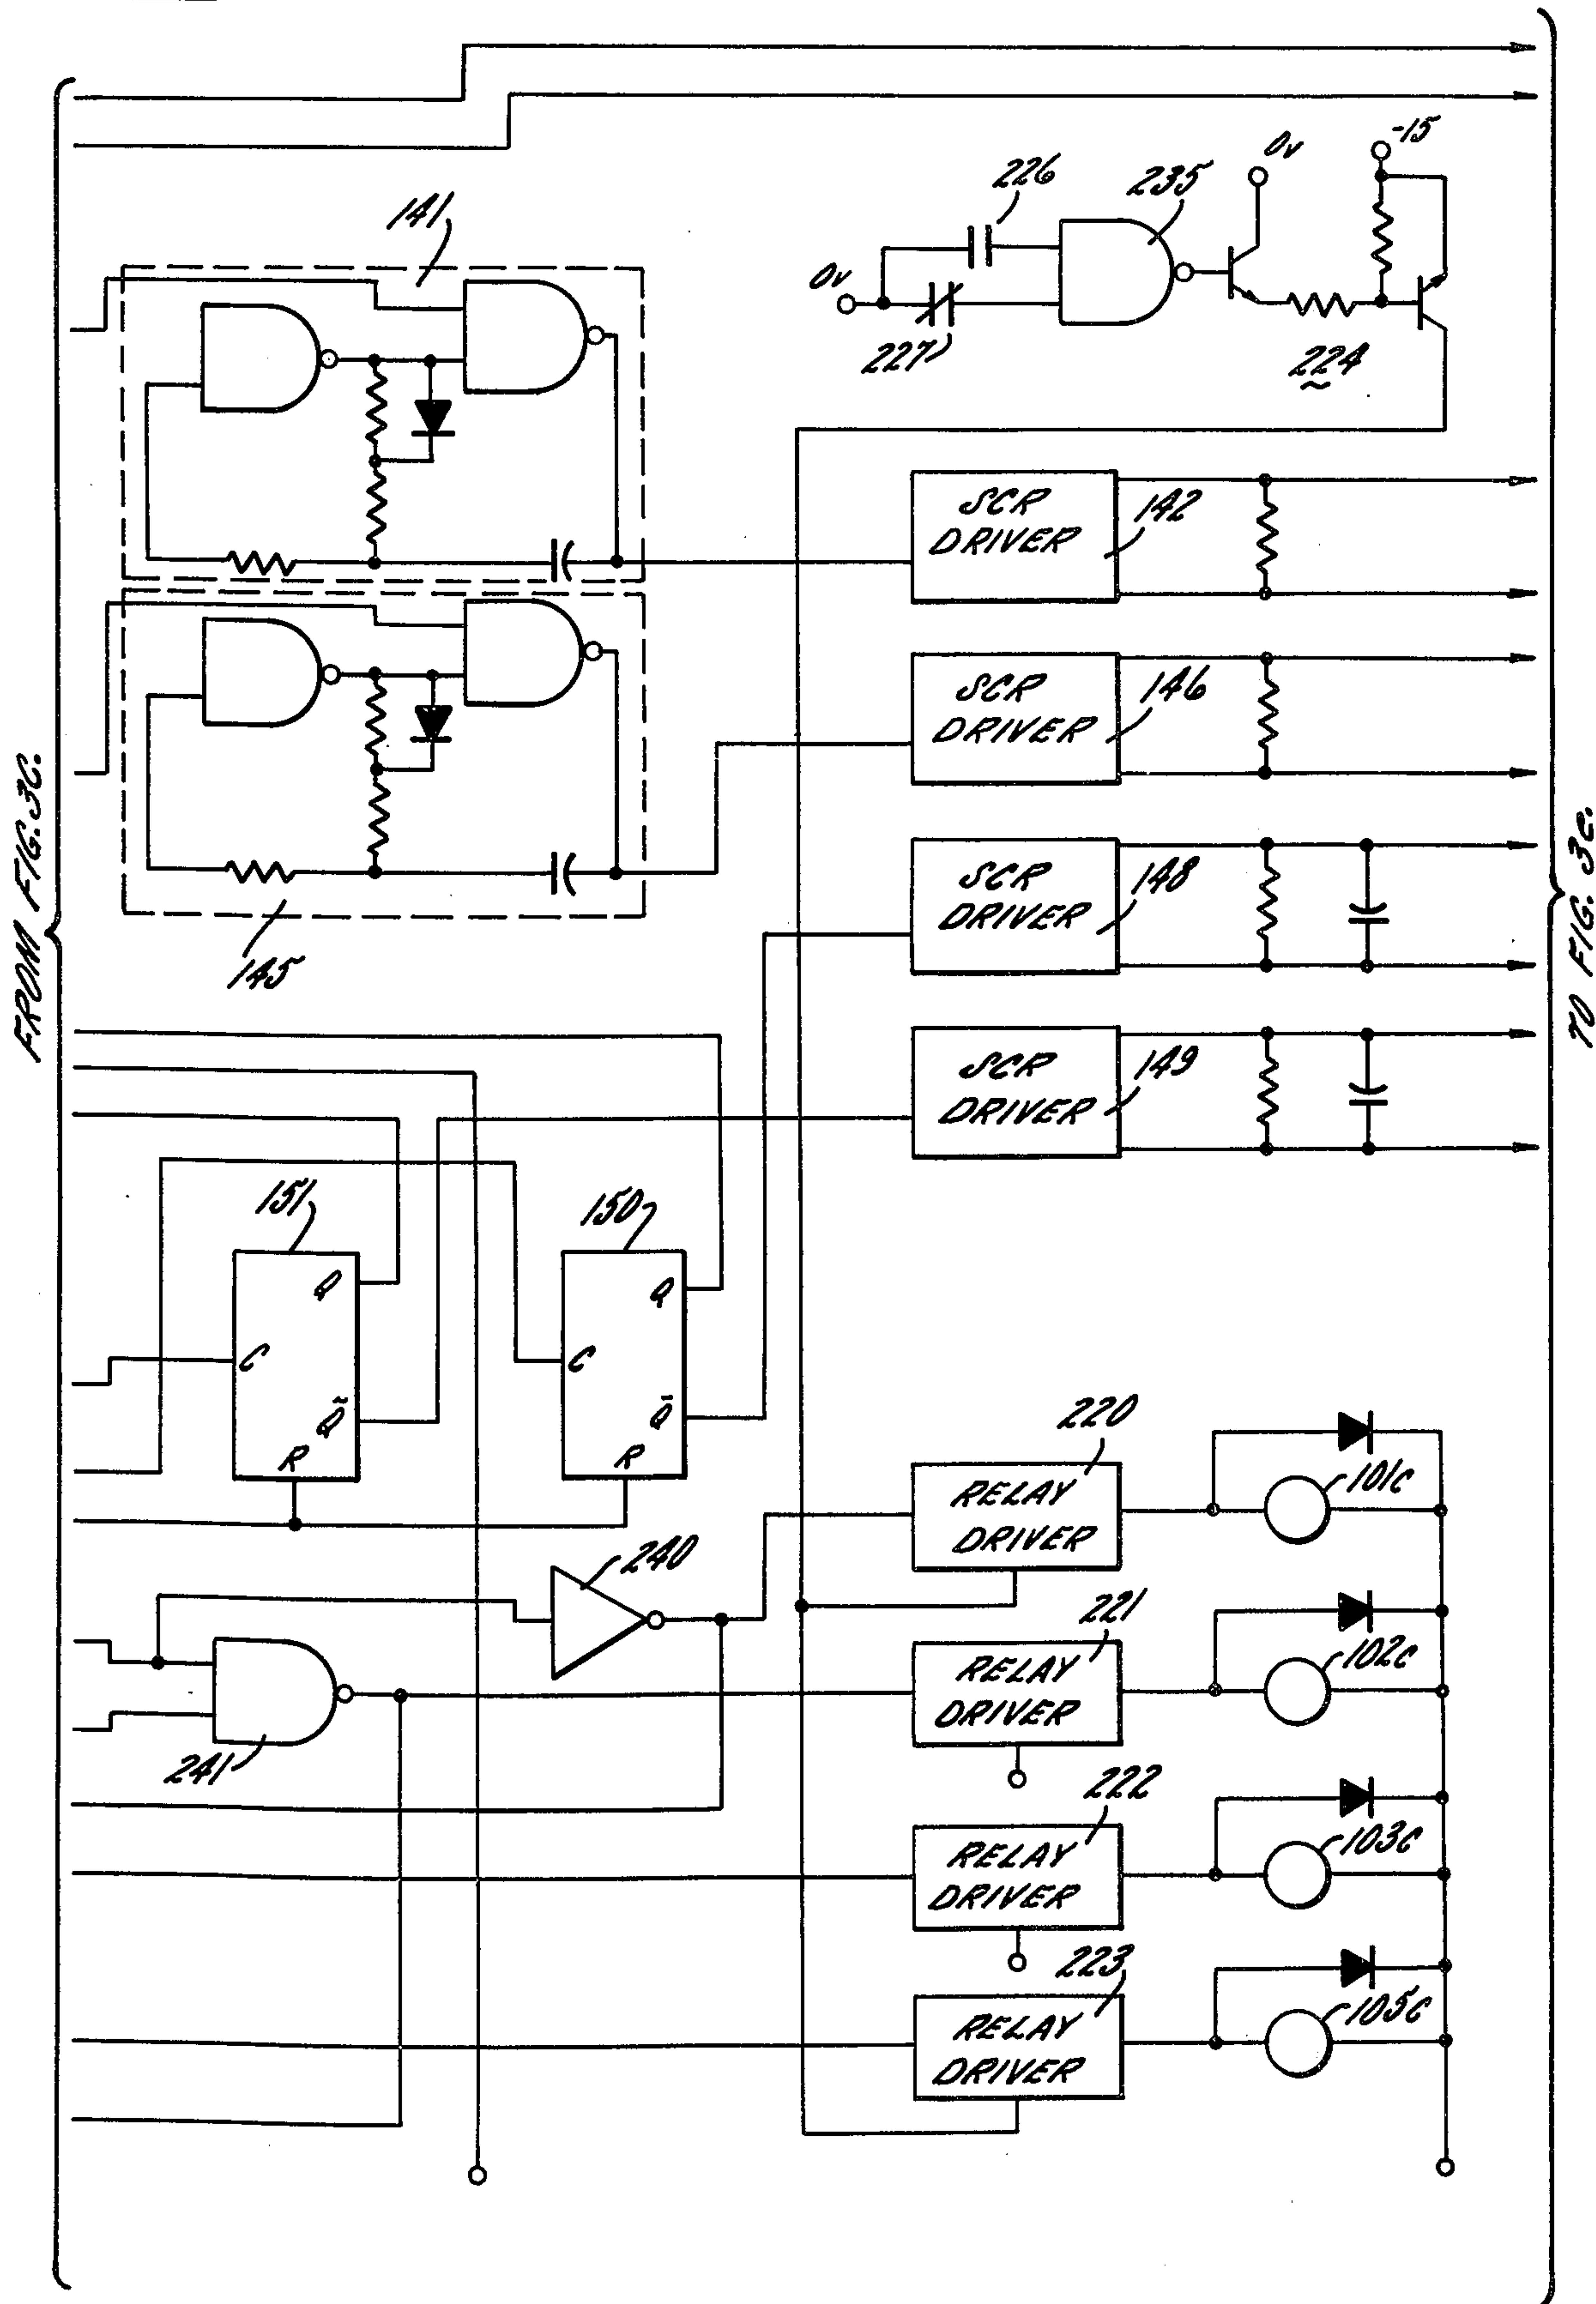 FROM FIG. 3C.
TO FIG. 3e.
-15
0v
226
235
141
0v
227
224
SCR
DRIVER
142
SCR
DRIVER
146
SCR
DRIVER
148
145
SCR
DRIVER
149
151
150
Q
Q
C
C
Q̃
Q̄
R
R
220
RELAY
DRIVER
101C
240
221
RELAY
DRIVER
102C
241
222
RELAY
DRIVER
103C
223
RELAY
DRIVER
105C